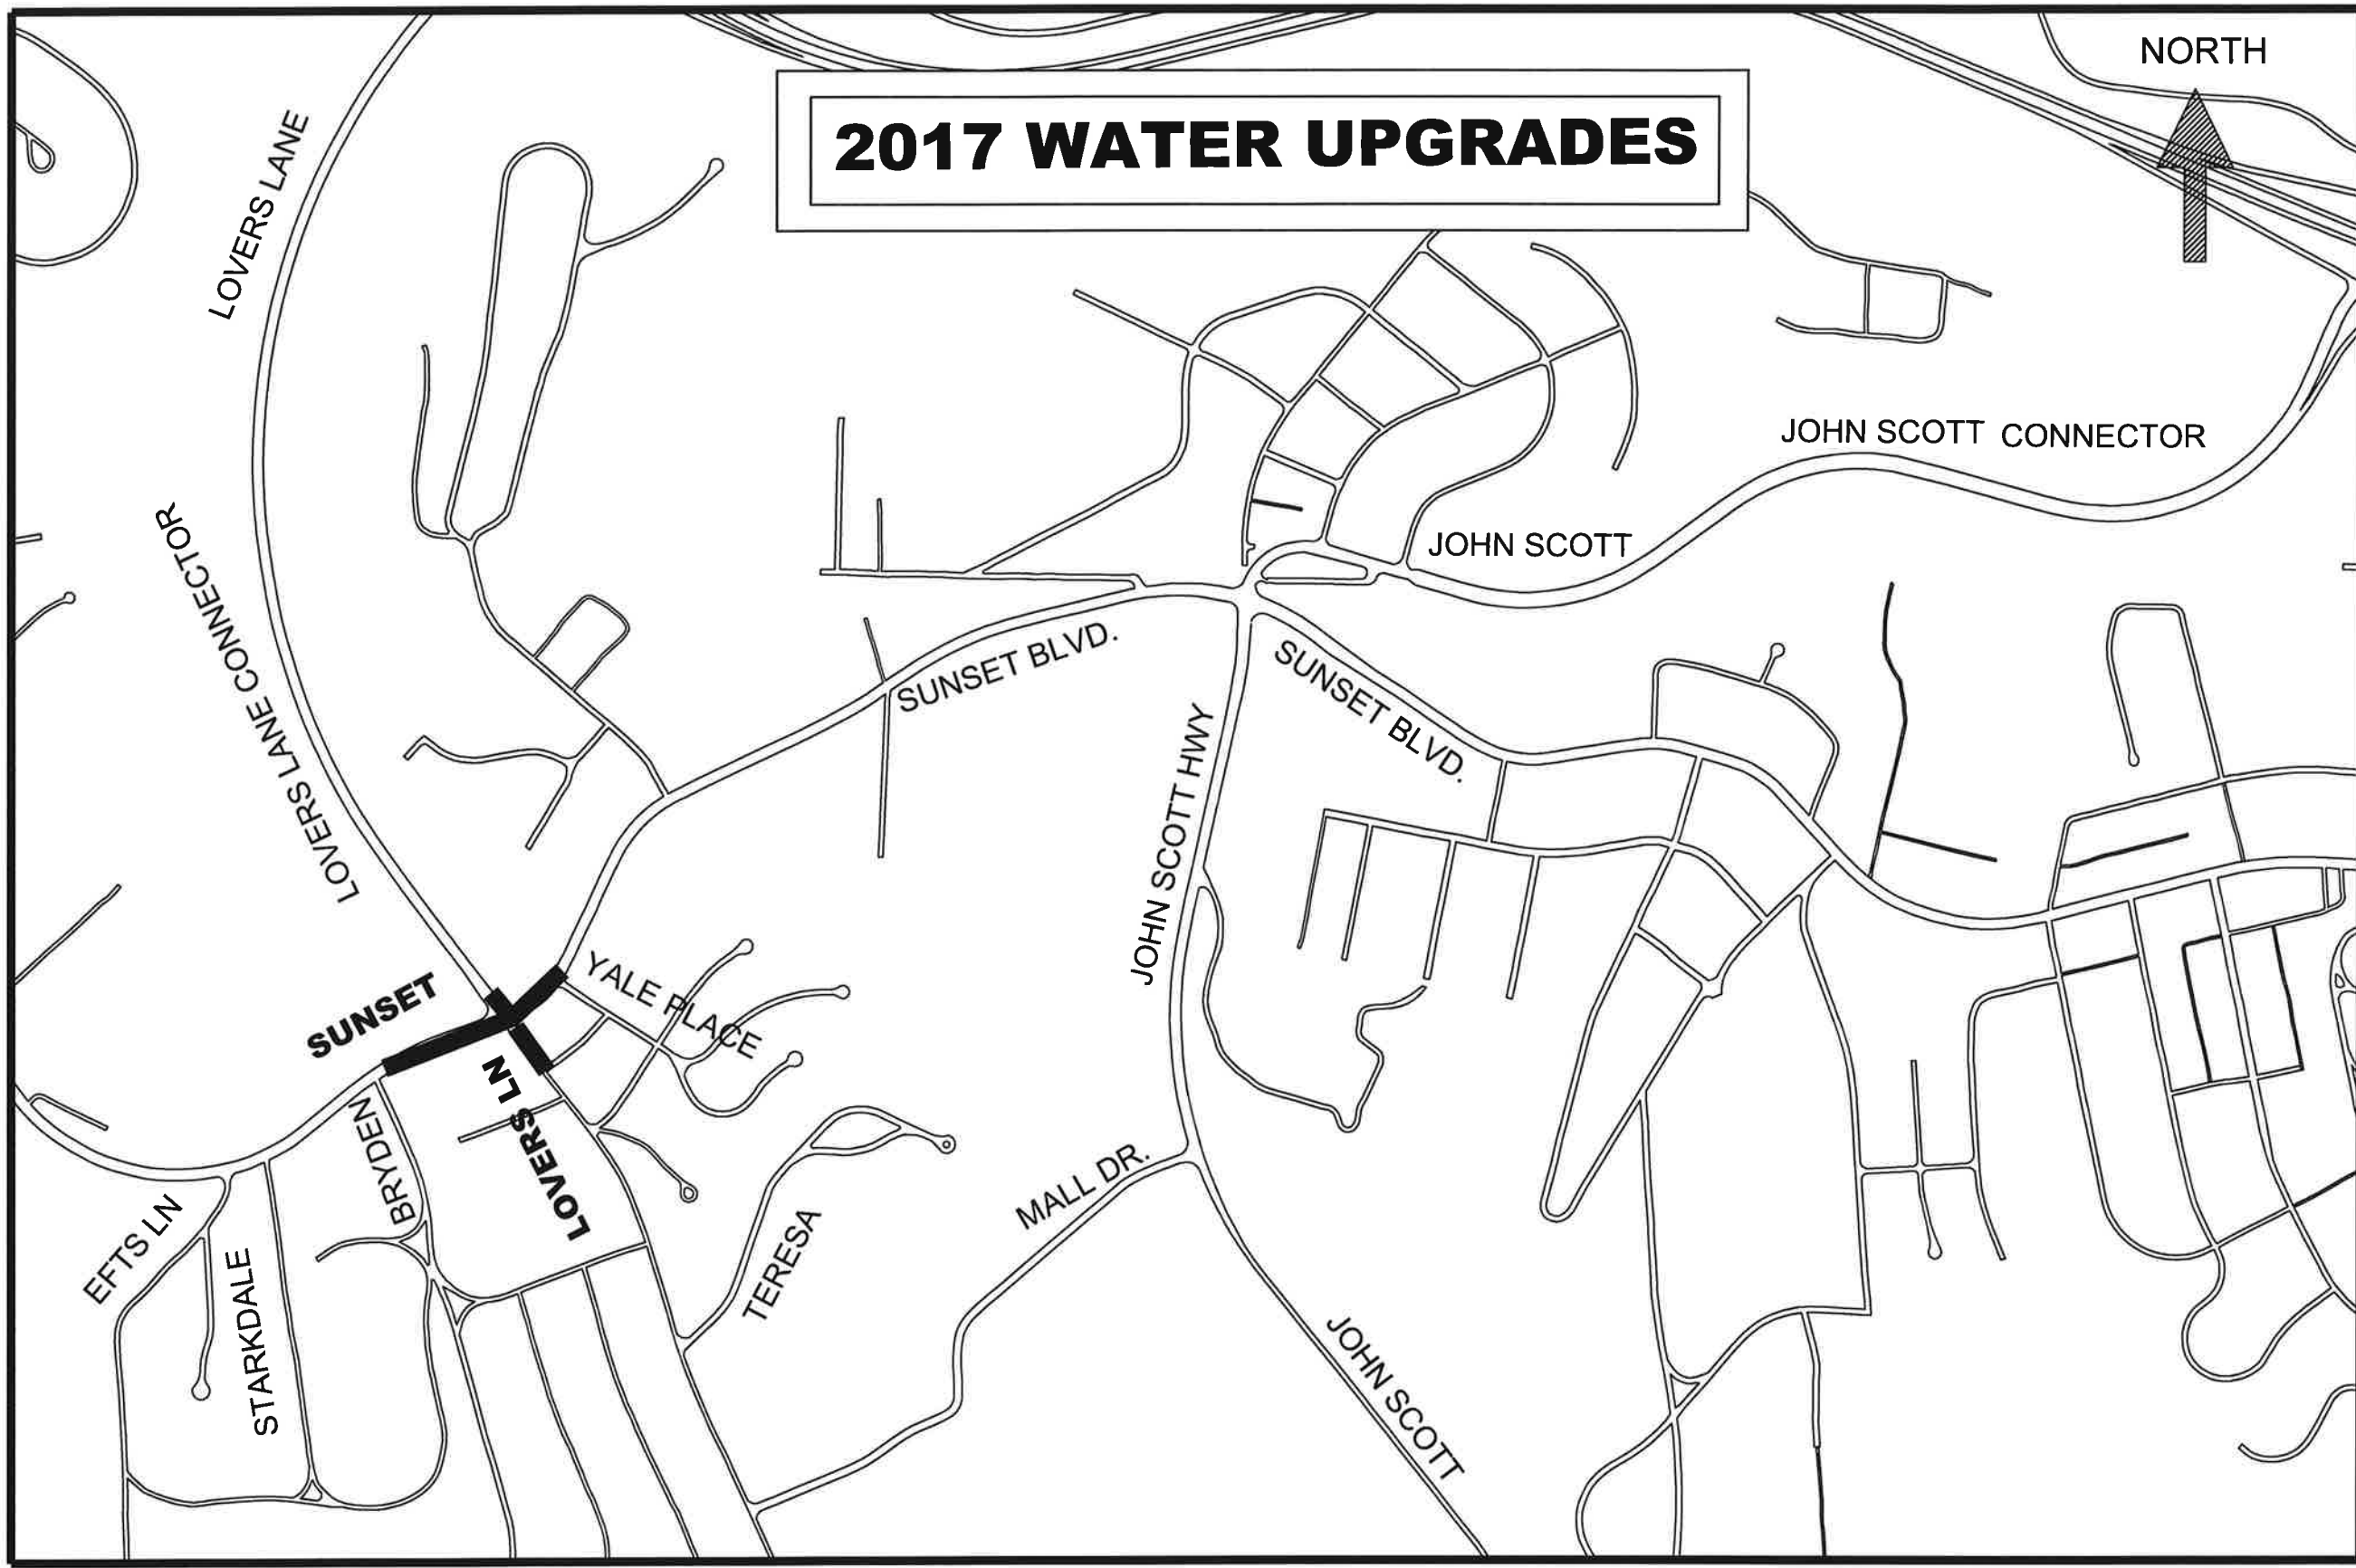 NORTH
2017 WATER UPGRADES
LOVERS LANE
JOHN SCOTT CONNECTOR
LOVERS LANE CONNECTOR
JOHN SCOTT
SUNSET BLVD.
SUNSET BLVD.
JOHN SCOTT HWY
YALE PLACE
SUNSET
LOVERS LN
BRYDEN
MALL DR.
EFTS LN
STARKDALE
TERESA
JOHN SCOTT